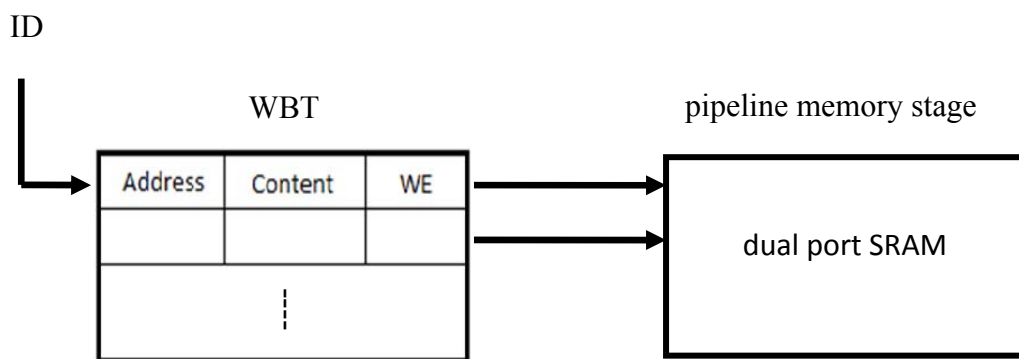 ID
WBT
pipeline memory stage
Address Content WE
dual port SRAM